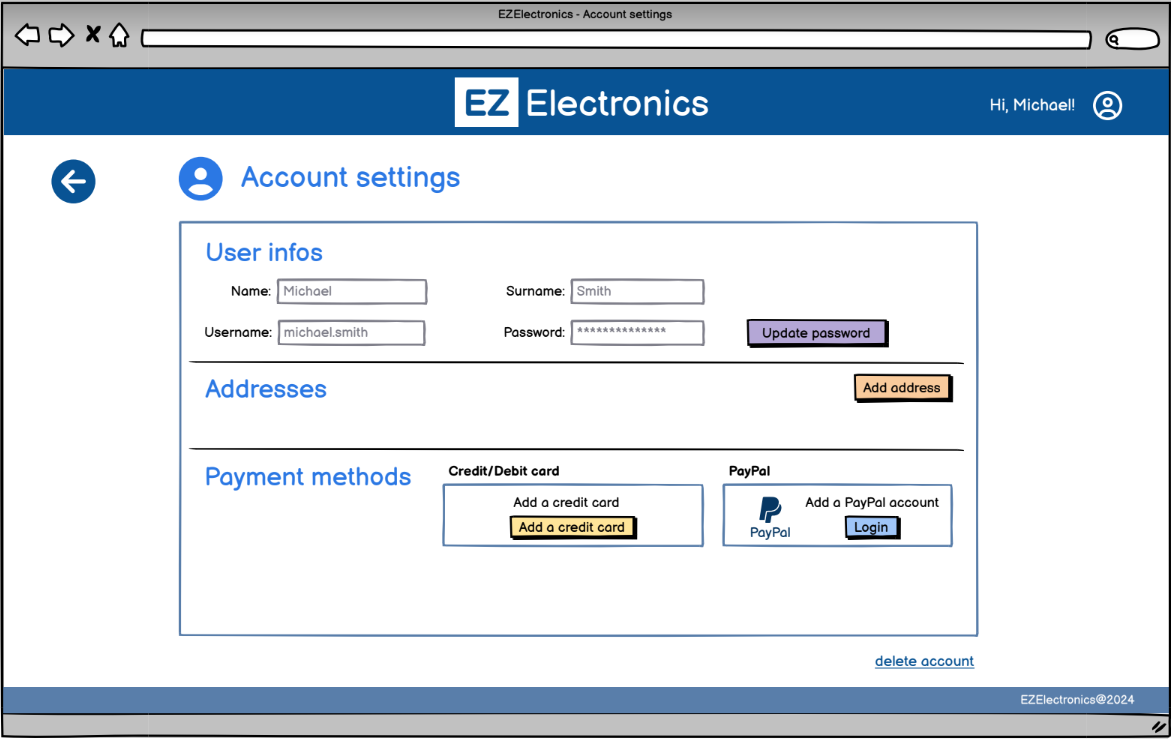 EZElectronics - Account settings
EZ Electronics
Hi, Michael!
Account settings
User infos
Name: Michael
Surname: Smith
Username: michael.smith
Password: **************
Update password
Addresses
Add address
Payment methods
Credit/Debit card
Add a credit card
Add a credit card
PayPal
PayPal
Add a PayPal account
Login
delete account
EZElectronics@2024